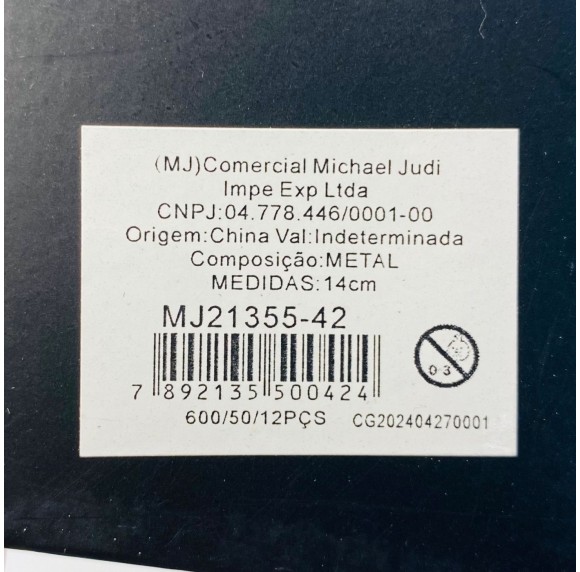 (MJ)Comercial Michael Judi
Impe Exp Ltda
CNPJ:04.778.446/0001-00
Origem:China Val:Indeterminada
Composição:METAL
MEDIDAS:14cm
MJ21355-42
0 3
7 892135 500424
600/50/12PÇS CG202404270001